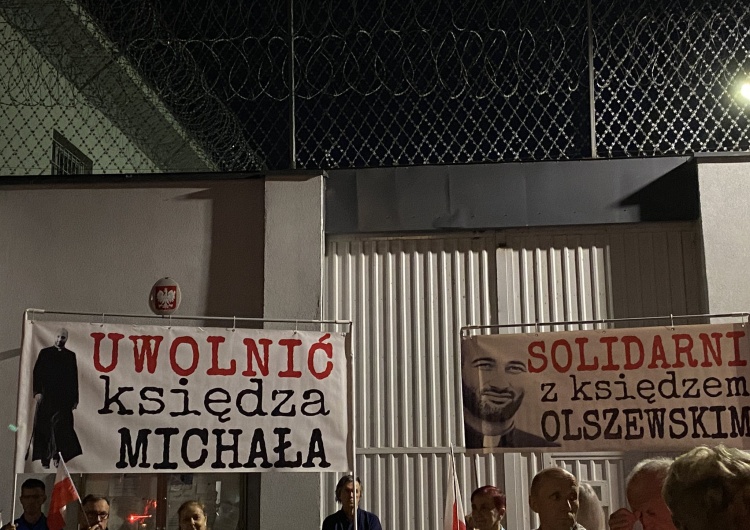 UWOLNIĆ
księdza
MICHAŁA
SOLIDARNI
z księdzem
OLSZEWSKIM